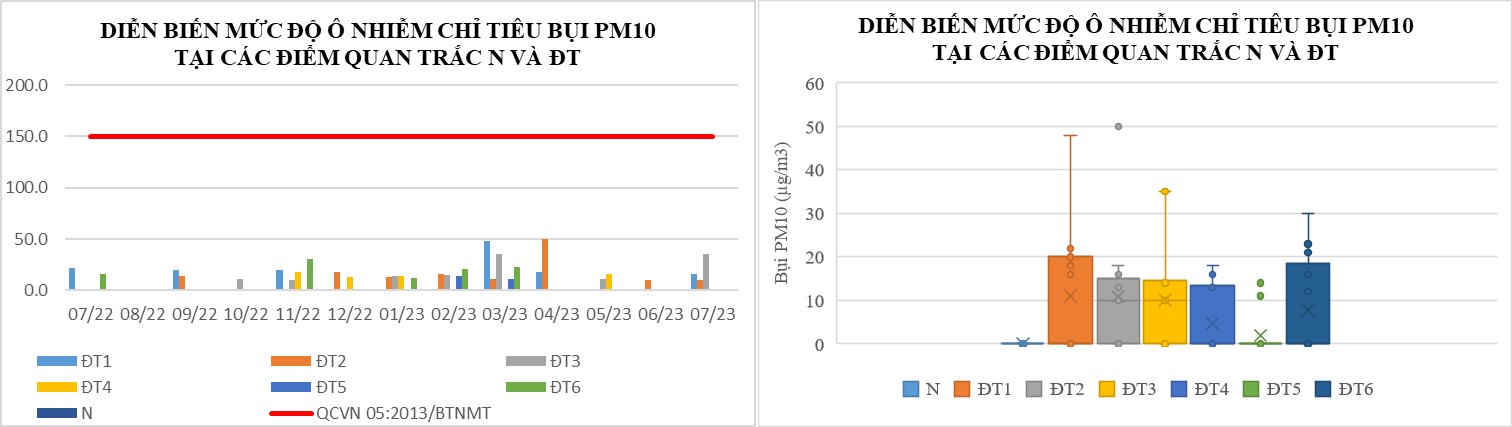 DIỄN BIẾN MỨC ĐỘ Ô NHIỄM CHỈ TIÊU BỤI PM10
TẠI CÁC ĐIỂM QUAN TRẮC N VÀ ĐT
200.0
150.0
100.0
50.0
0.0
07/22 08/22 09/22 10/22 11/22 12/22 01/23 02/23 03/23 04/23 05/23 06/23 07/23
ĐT1 ĐT2 ĐT3
ĐT4 ĐT5 ĐT6
N QCVN 05:2013/BTNMT
DIỄN BIẾN MỨC ĐỘ Ô NHIỄM CHỈ TIÊU BỤI PM10
TẠI CÁC ĐIỂM QUAN TRẮC N VÀ ĐT
Bụi PM10 (µg/m3)
60
50
40
30
20
10
0
N ĐT1 ĐT2 ĐT3 ĐT4 ĐT5 ĐT6